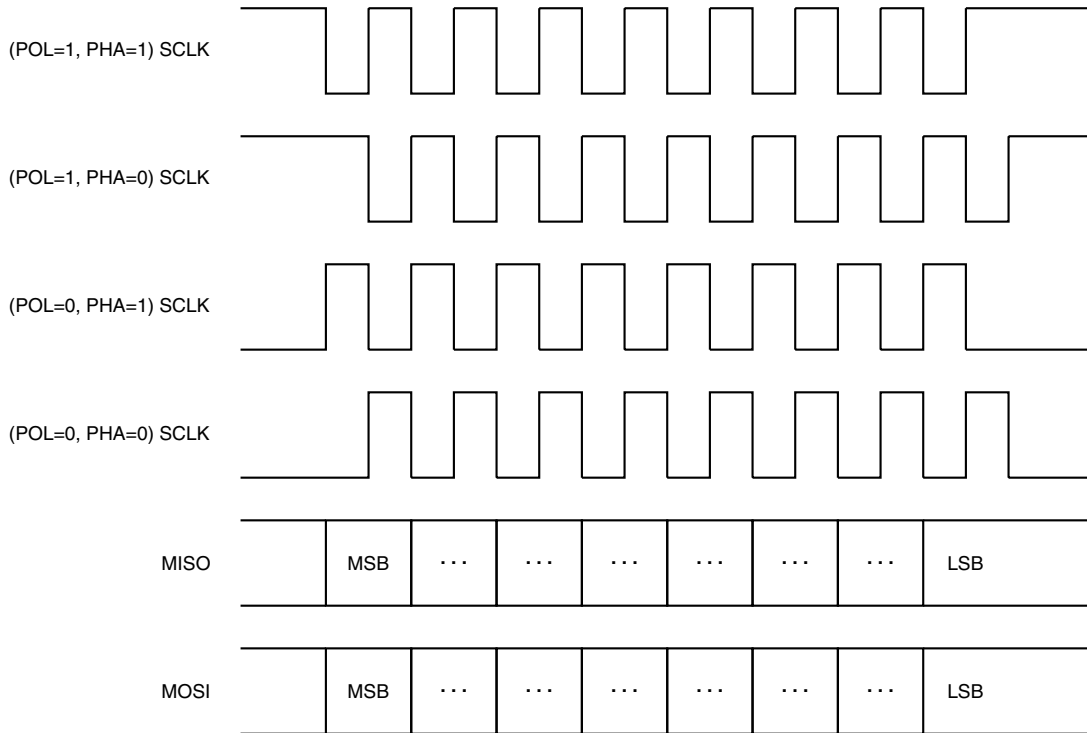 (POL=1, PHA=1) SCLK
(POL=1, PHA=0) SCLK
(POL=0, PHA=1) SCLK
(POL=0, PHA=0) SCLK
MISO MSB ··· ··· ··· ··· ··· ··· LSB
MOSI MSB ··· ··· ··· ··· ··· ··· LSB